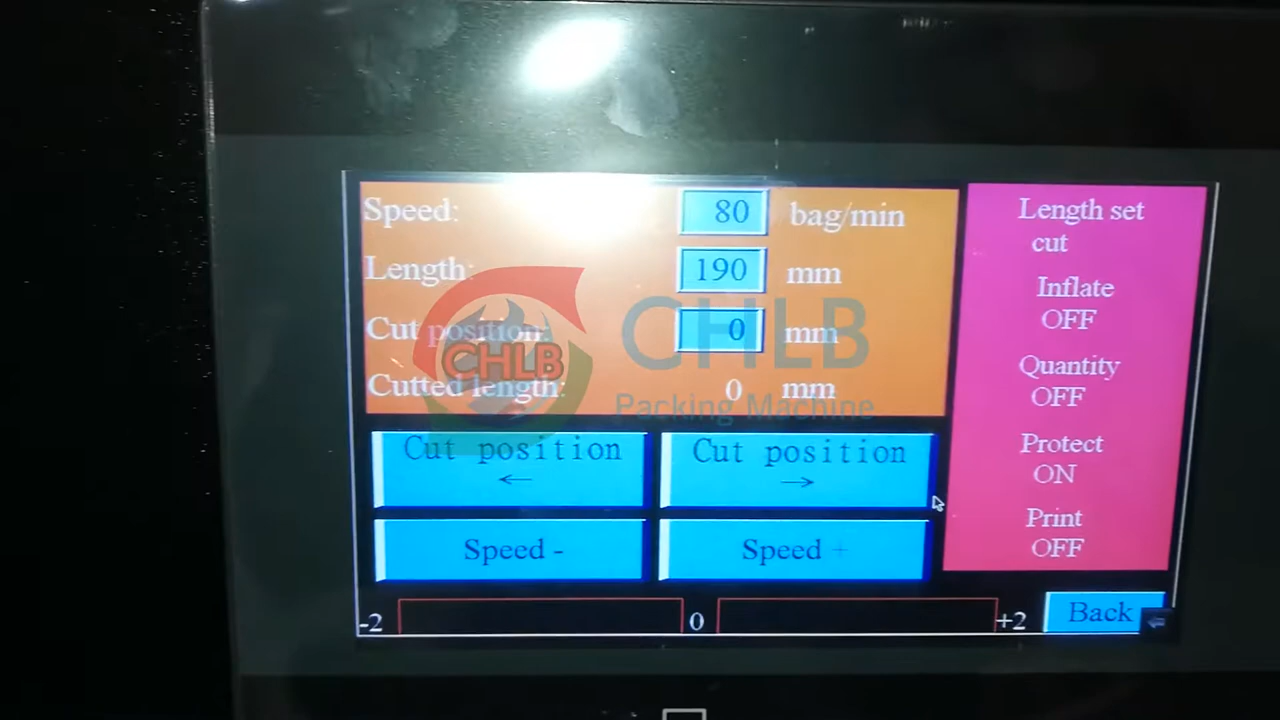 Speed: 80 bag/min
Length: 190 mm
Cut position: 0 mm
Cutted length: 0 mm
Length set
cut
Inflate
OFF
Quantity
OFF
Protect
ON
Print
OFF
CHLB
CHLB
Packing Machine
Cut position ← Cut position →
Speed - Speed +
-2 0 +2 Back